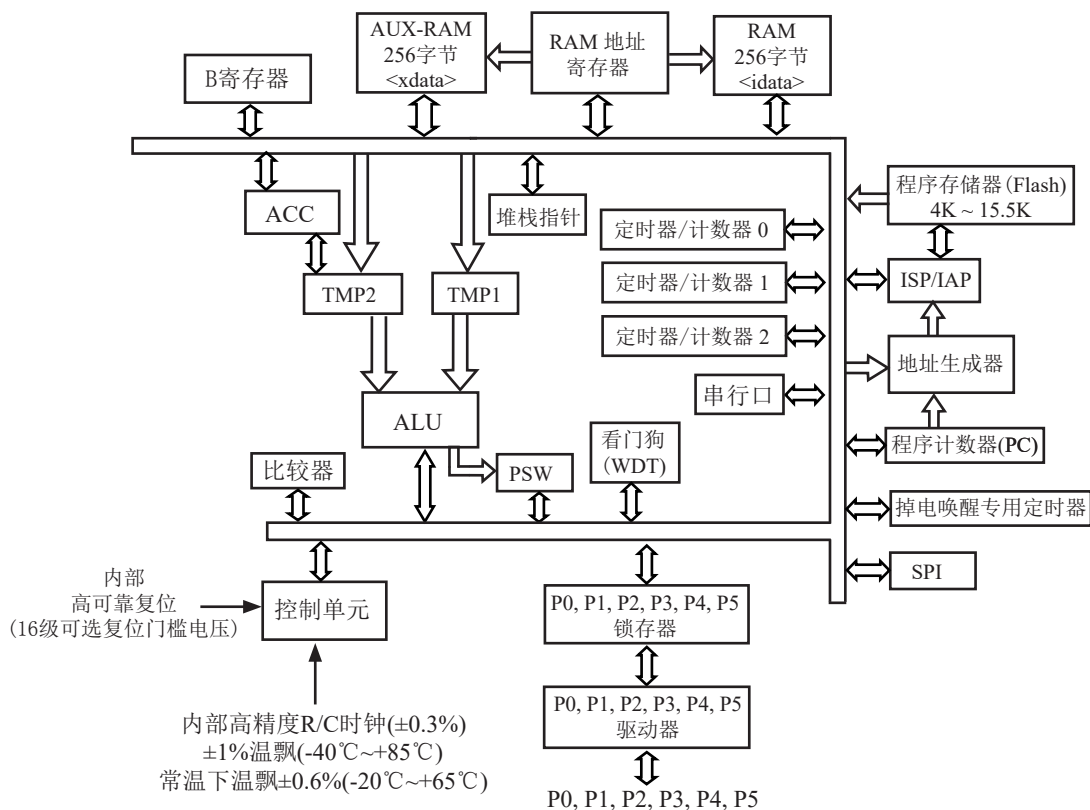 AUX-RAM
256字节
<xdata>
RAM 地址
寄存器
RAM
256字节
<idata>
B寄存器
ACC
堆栈指针
程序存储器(Flash)
4K ~ 15.5K
定时器/计数器 0
TMP2
TMP1
定时器/计数器 1
ISP/IAP
定时器/计数器 2
地址生成器
串行口
ALU
看门狗
(WDT)
程序计数器(PC)
比较器
PSW
掉电唤醒专用定时器
SPI
内部
高可靠复位
(16级可选复位门槛电压)
控制单元
P0, P1, P2, P3, P4, P5
锁存器
P0, P1, P2, P3, P4, P5
驱动器
内部高精度R/C时钟(±0.3%)
±1%温飘(-40℃~+85℃)
常温下温飘±0.6%(-20℃~+65℃)
P0, P1, P2, P3, P4, P5